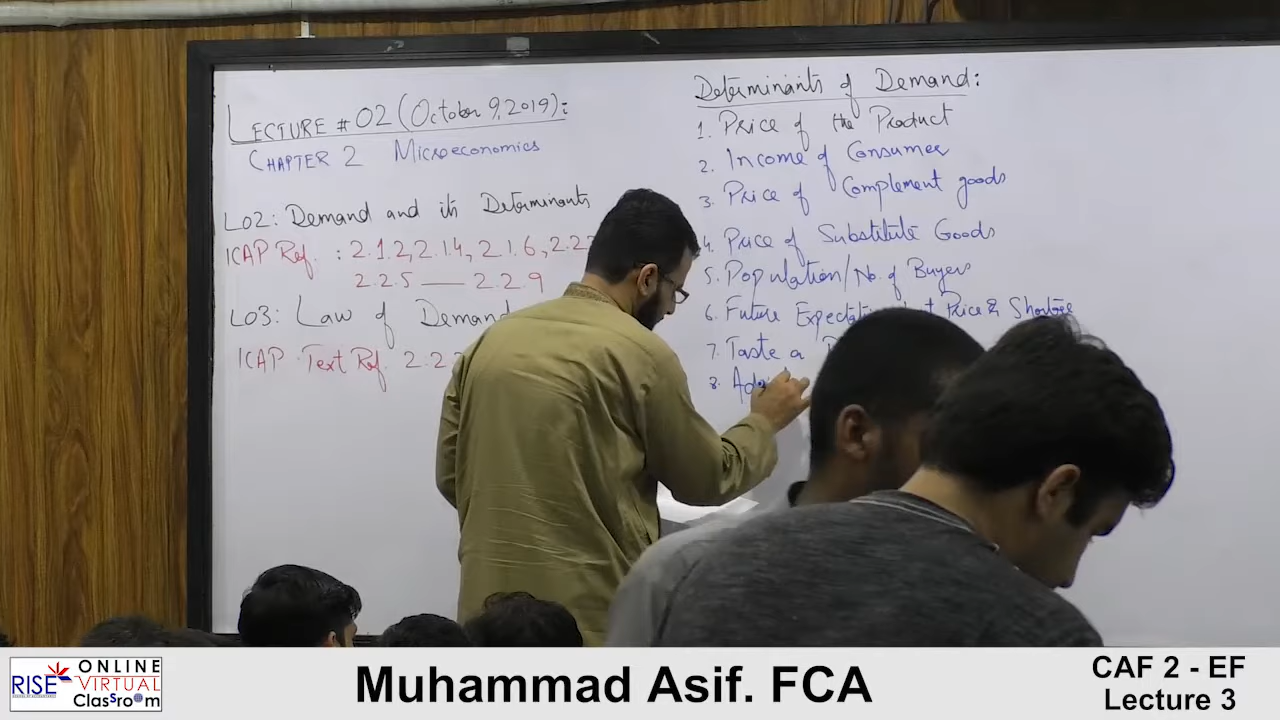 LECTURE # 02 (October 9, 2019):
CHAPTER 2 Microeconomics
LO2: Demand and its Determinants
ICAP Ref. : 2.1.2, 2.1.4, 2.1.6, 2.2.
2.2.5 — 2.2.9
LO3: Law of Demand
ICAP Text Ref. 2.2.
Determinants of Demand:
1. Price of the Product
2. Income of Consumer
3. Price of Complement goods
4. Price of Substitute Goods
5. Population/No. of Buyers
6. Future Price & Shortage
7. Taste
8.
RISE ONLINE VIRTUAL Classroom
Muhammad Asif. FCA
CAF 2 - EF
Lecture 3